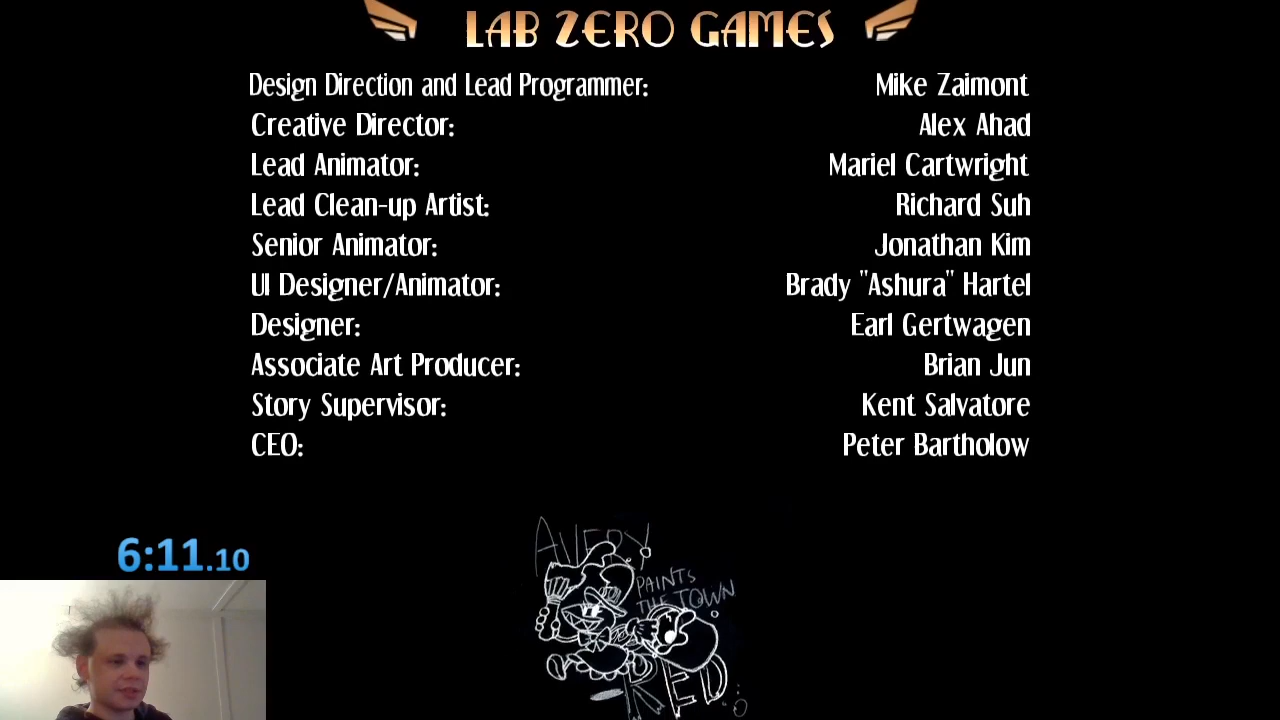 LAB ZERO GAMES
Design Direction and Lead Programmer: Mike Zaimont
Creative Director: Alex Ahad
Lead Animator: Mariel Cartwright
Lead Clean-up Artist: Richard Suh
Senior Animator: Jonathan Kim
UI Designer/Animator: Brady "Ashura" Hartel
Designer: Earl Gertwagen
Associate Art Producer: Brian Jun
Story Supervisor: Kent Salvatore
CEO: Peter Bartholow
AVERY
6:11.10
PAINTS
THE TOWN
RED